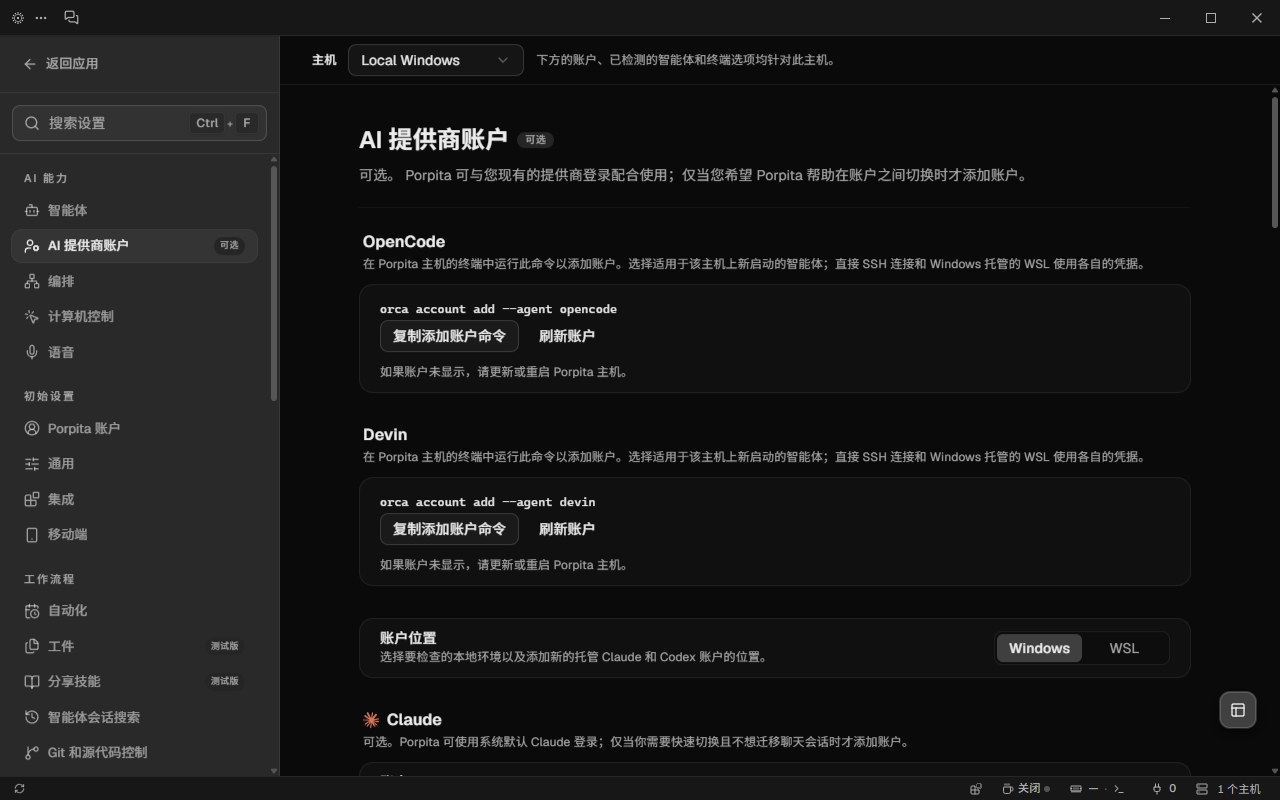 返回应用
主机 Local Windows 下方的账户、已检测的智能体和终端选项均针对此主机。
搜索设置 Ctrl + F
AI 能力
智能体
AI 提供商账户 可选
编排
计算机控制
语音
初始设置
Porpita 账户
通用
集成
移动端
工作流程
自动化
工件 测试版
分享技能 测试版
智能体会话搜索
Git 和源代码控制
AI 提供商账户 可选
可选。 Porpita 可与您现有的提供商登录配合使用；仅当您希望 Porpita 帮助在账户之间切换时才添加账户。
OpenCode
在 Porpita 主机的终端中运行此命令以添加账户。选择适用于该主机上新启动的智能体；直接 SSH 连接和 Windows 托管的 WSL 使用各自的凭据。
orca account add --agent opencode
复制添加账户命令 刷新账户
如果账户未显示，请更新或重启 Porpita 主机。
Devin
在 Porpita 主机的终端中运行此命令以添加账户。选择适用于该主机上新启动的智能体；直接 SSH 连接和 Windows 托管的 WSL 使用各自的凭据。
orca account add --agent devin
复制添加账户命令 刷新账户
如果账户未显示，请更新或重启 Porpita 主机。
账户位置
选择要检查的本地环境以及添加新的托管 Claude 和 Codex 账户的位置。
Windows WSL
Claude
可选。Porpita 可使用系统默认 Claude 登录；仅当你需要快速切换且不想迁移聊天会话时才添加账户。
关闭 — · 0 1 个主机